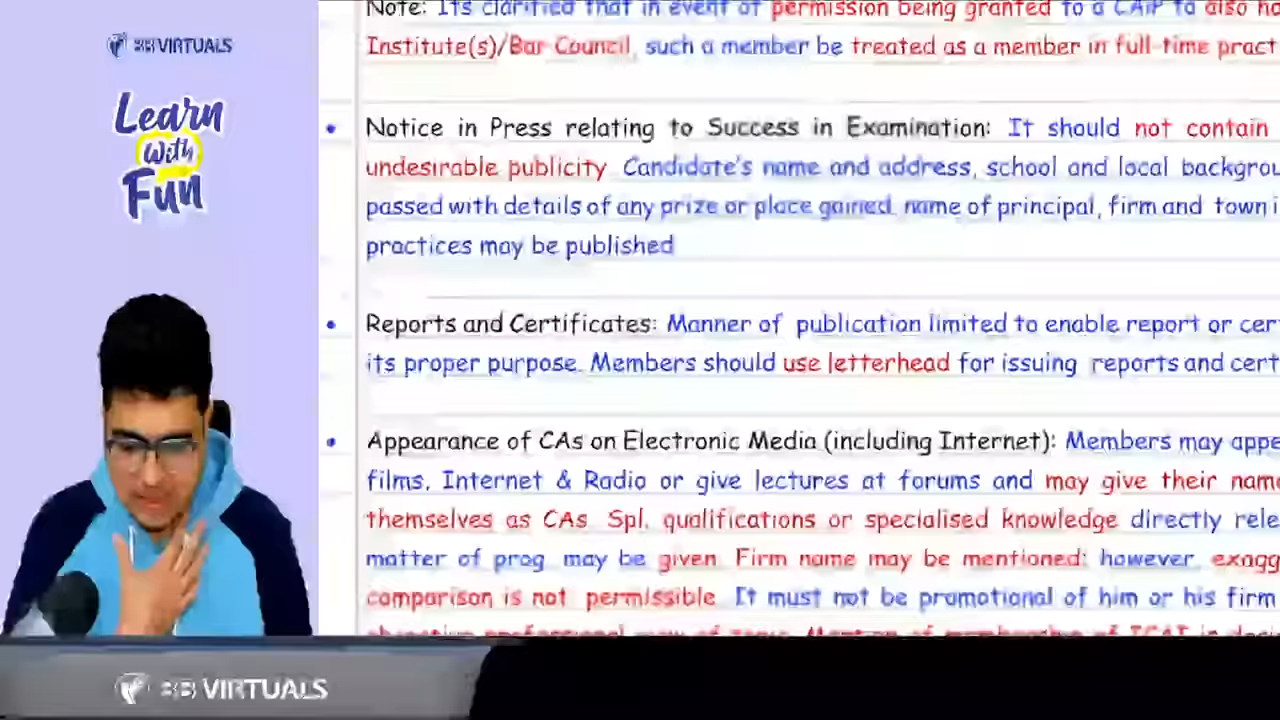 VIRTUALS
Learn
With
Fun
Note: Its clarified that in event of permission being granted to a CAiP to also ho
Institute(s)/Bar Council, such a member be treated as a member in full-time pract
• Notice in Press relating to Success in Examination: It should not contain
undesirable publicity. Candidate's name and address, school and local backgrou
passed with details of any prize or place gained, name of principal, firm and town i
practices may be published
• Reports and Certificates: Manner of publication limited to enable report or cer
its proper purpose. Members should use letterhead for issuing reports and cert
• Appearance of CAs on Electronic Media (including Internet): Members may appe
films, Internet & Radio or give lectures at forums and may give their name
themselves as CAs. Spl. qualifications or specialised knowledge directly rele
matter of prog. may be given. Firm name may be mentioned; however, exagg
comparison is not permissible. It must not be promotional of him or his firm
VIRTUALS